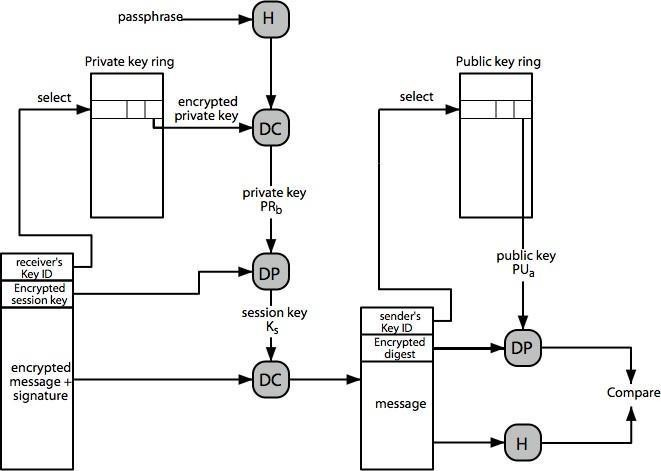 passphrase
H
Private key ring
Public key ring
select
encrypted
private key
DC
select
private key
PRb
public key
PUa
receiver's
Key ID
Encrypted
session key
DP
session key
Ks
sender's
Key ID
Encrypted
digest
DP
encrypted
message +
signature
DC
message
Compare
H